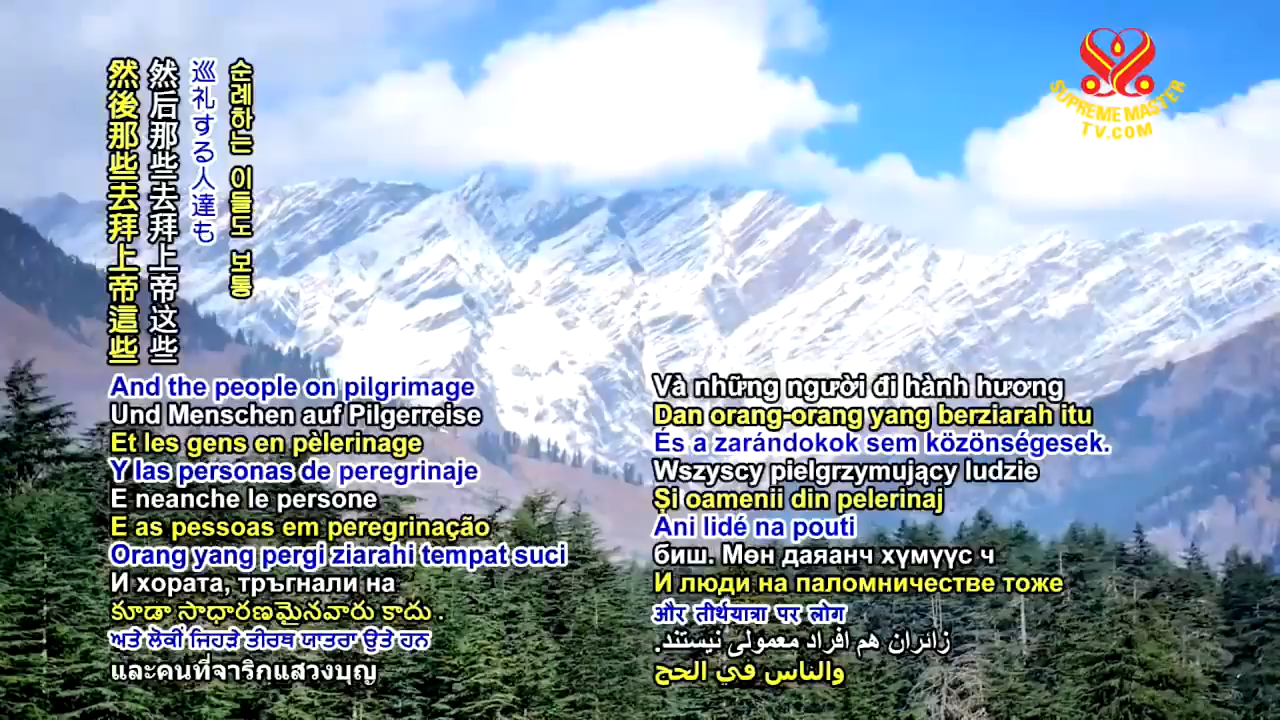 然後那些去拜上帝這些
然后那些去拜上帝这些
巡礼する人達も
순례하는 이들도 보통
SUPREME MASTER
TV.COM
And the people on pilgrimage
Und Menschen auf Pilgerreise
Et les gens en pèlerinage
Y las personas de peregrinaje
E neanche le persone
E as pessoas em peregrinação
Orang yang pergi ziarahi tempat suci
И хората, тръгнали на
కూడా సాధారణమైనవారు కాదు.
ਅਤੇ ਲੋਕੀਂ ਜਿਹੜੇ ਤੀਰਥ ਯਾਤਰਾ ਉਤੇ ਹਨ
และคนที่จาริกแสวงบุญ
Và những người đi hành hương
Dan orang-orang yang berziarah itu
És a zarándokok sem közönségesek.
Wszyscy pielgrzymujący ludzie
Și oamenii din pelerinaj
Ani lidé na pouti
биш. Мөн даяанч хүмүүс ч
И люди на паломничестве тоже
और तीर्थयात्रा पर लोग
زائران هم افراد معمولی نیستند.
والناس في الحج